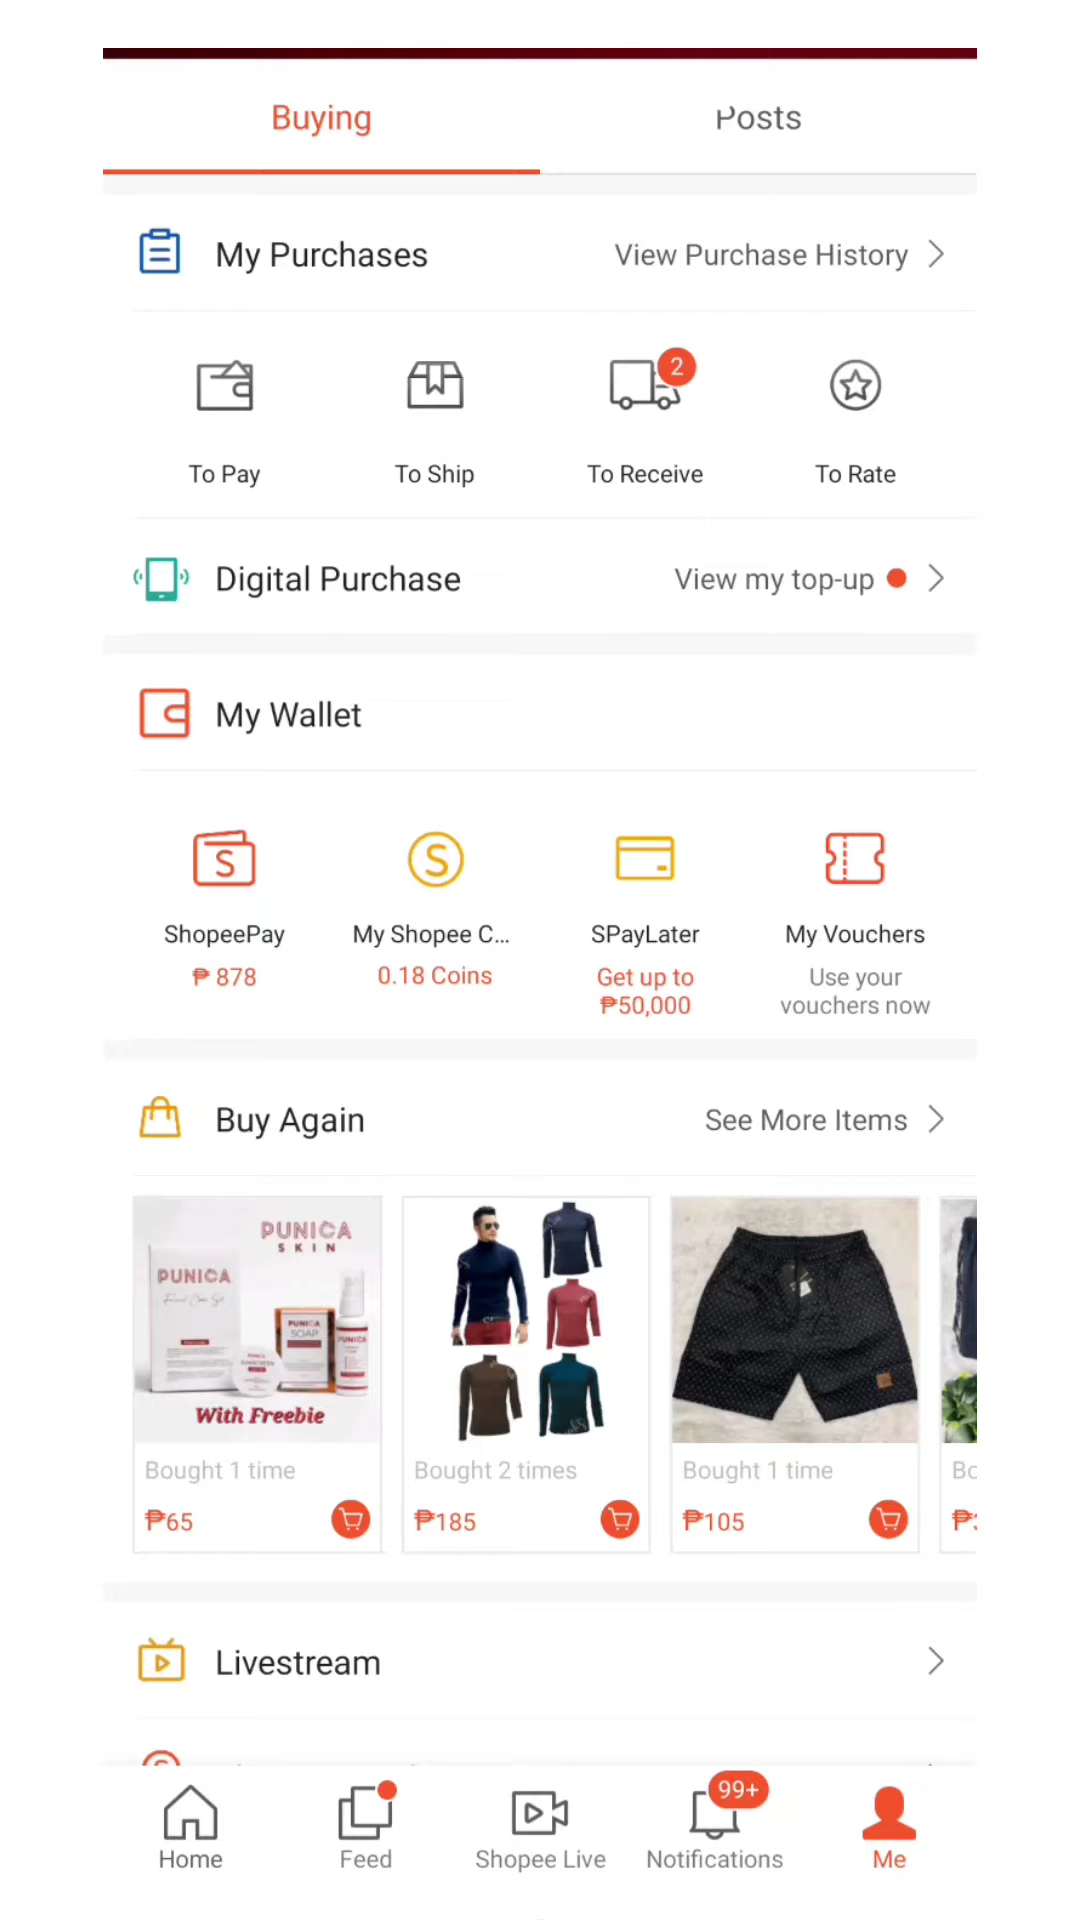 Buying
Posts
My Purchases
View Purchase History
2
To Pay
To Ship
To Receive
To Rate
Digital Purchase
View my top-up
My Wallet
ShopeePay
My Shopee C...
SPayLater
My Vouchers
₱ 878
0.18 Coins
Get up to
₱50,000
Use your
vouchers now
Buy Again
See More Items
PUNICA
SKIN
PUNICA
PUNICA
SOAP
PUNICA
With Freebie
Bought 1 time
Bought 2 times
Bought 1 time
₱65
₱185
₱105
Livestream
99+
Home
Feed
Shopee Live
Notifications
Me